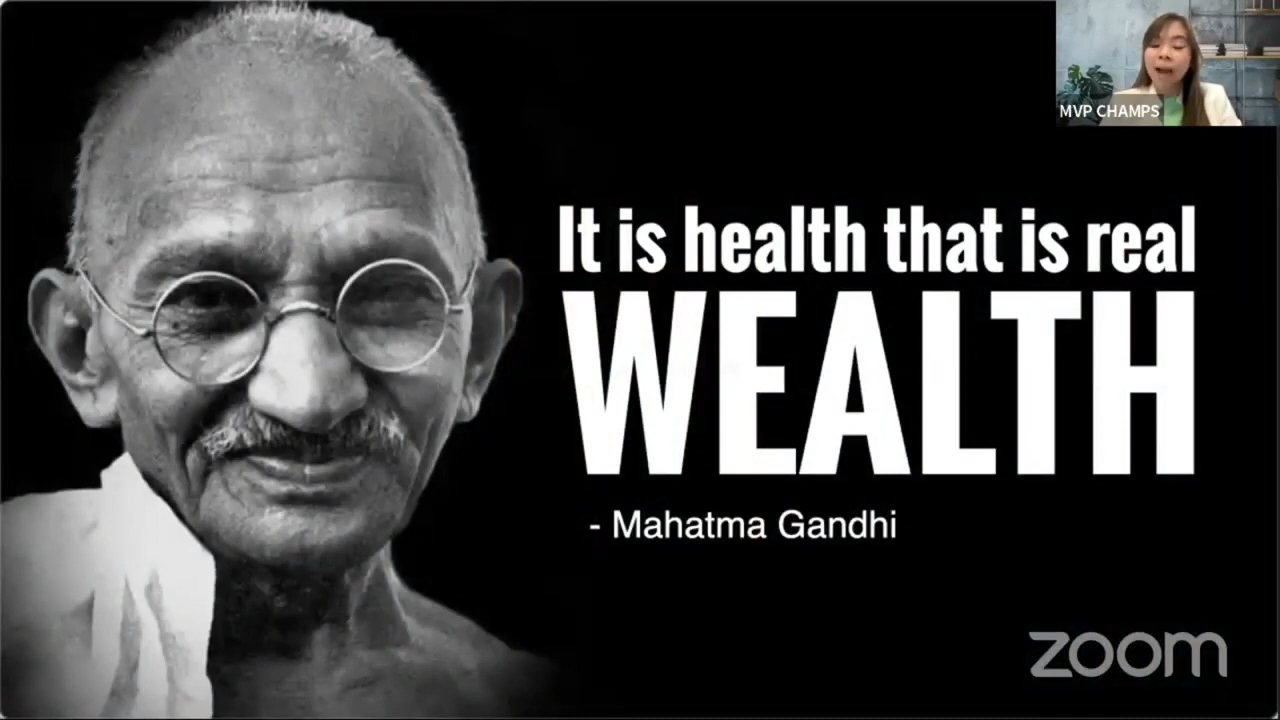 MVP CHAMPS
It is health that is real
WEALTH
- Mahatma Gandhi
zoom